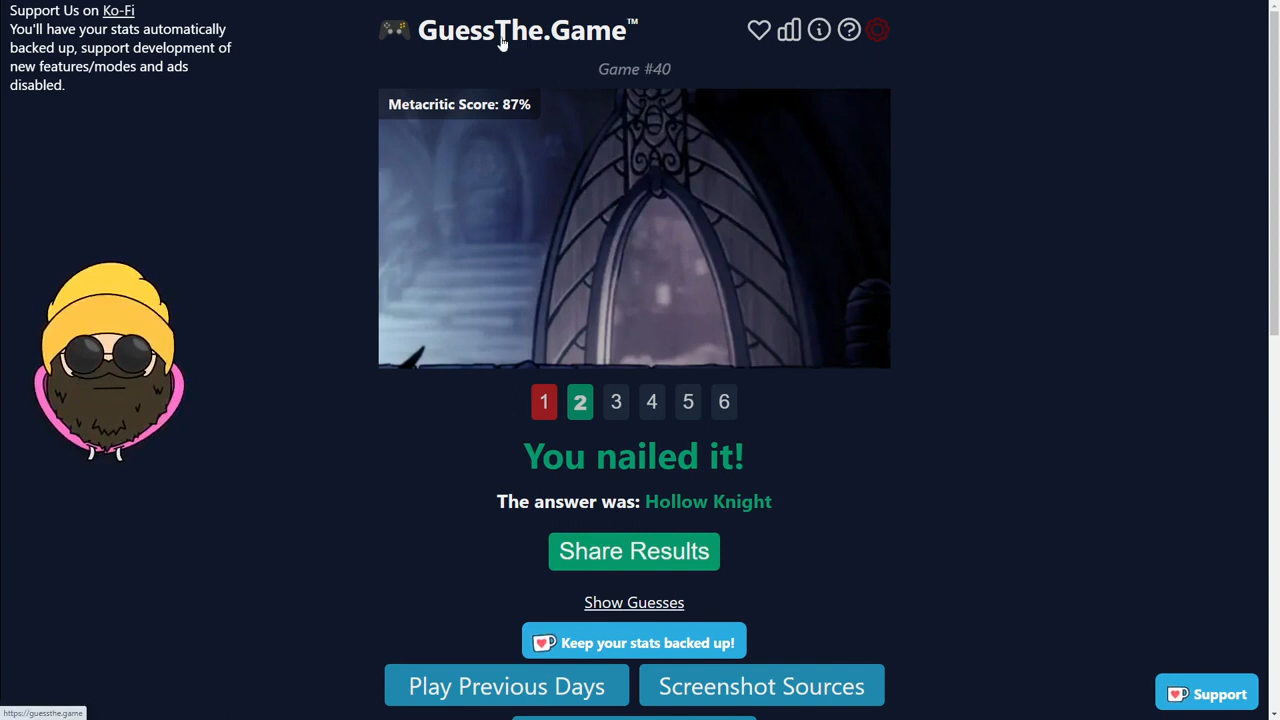 Support Us on Ko-Fi
You'll have your stats automatically
backed up, support development of
new features/modes and ads
disabled.
GuessThe.Game™
Game #40
Metacritic Score: 87%
1 2 3 4 5 6
You nailed it!
The answer was: Hollow Knight
Share Results
Show Guesses
Keep your stats backed up!
Play Previous Days
Screenshot Sources
Support
https://guessthe.game